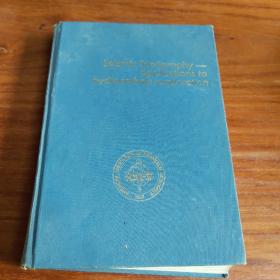 Seismic Stratigraphy —
applications to
hydrocarbon exploration